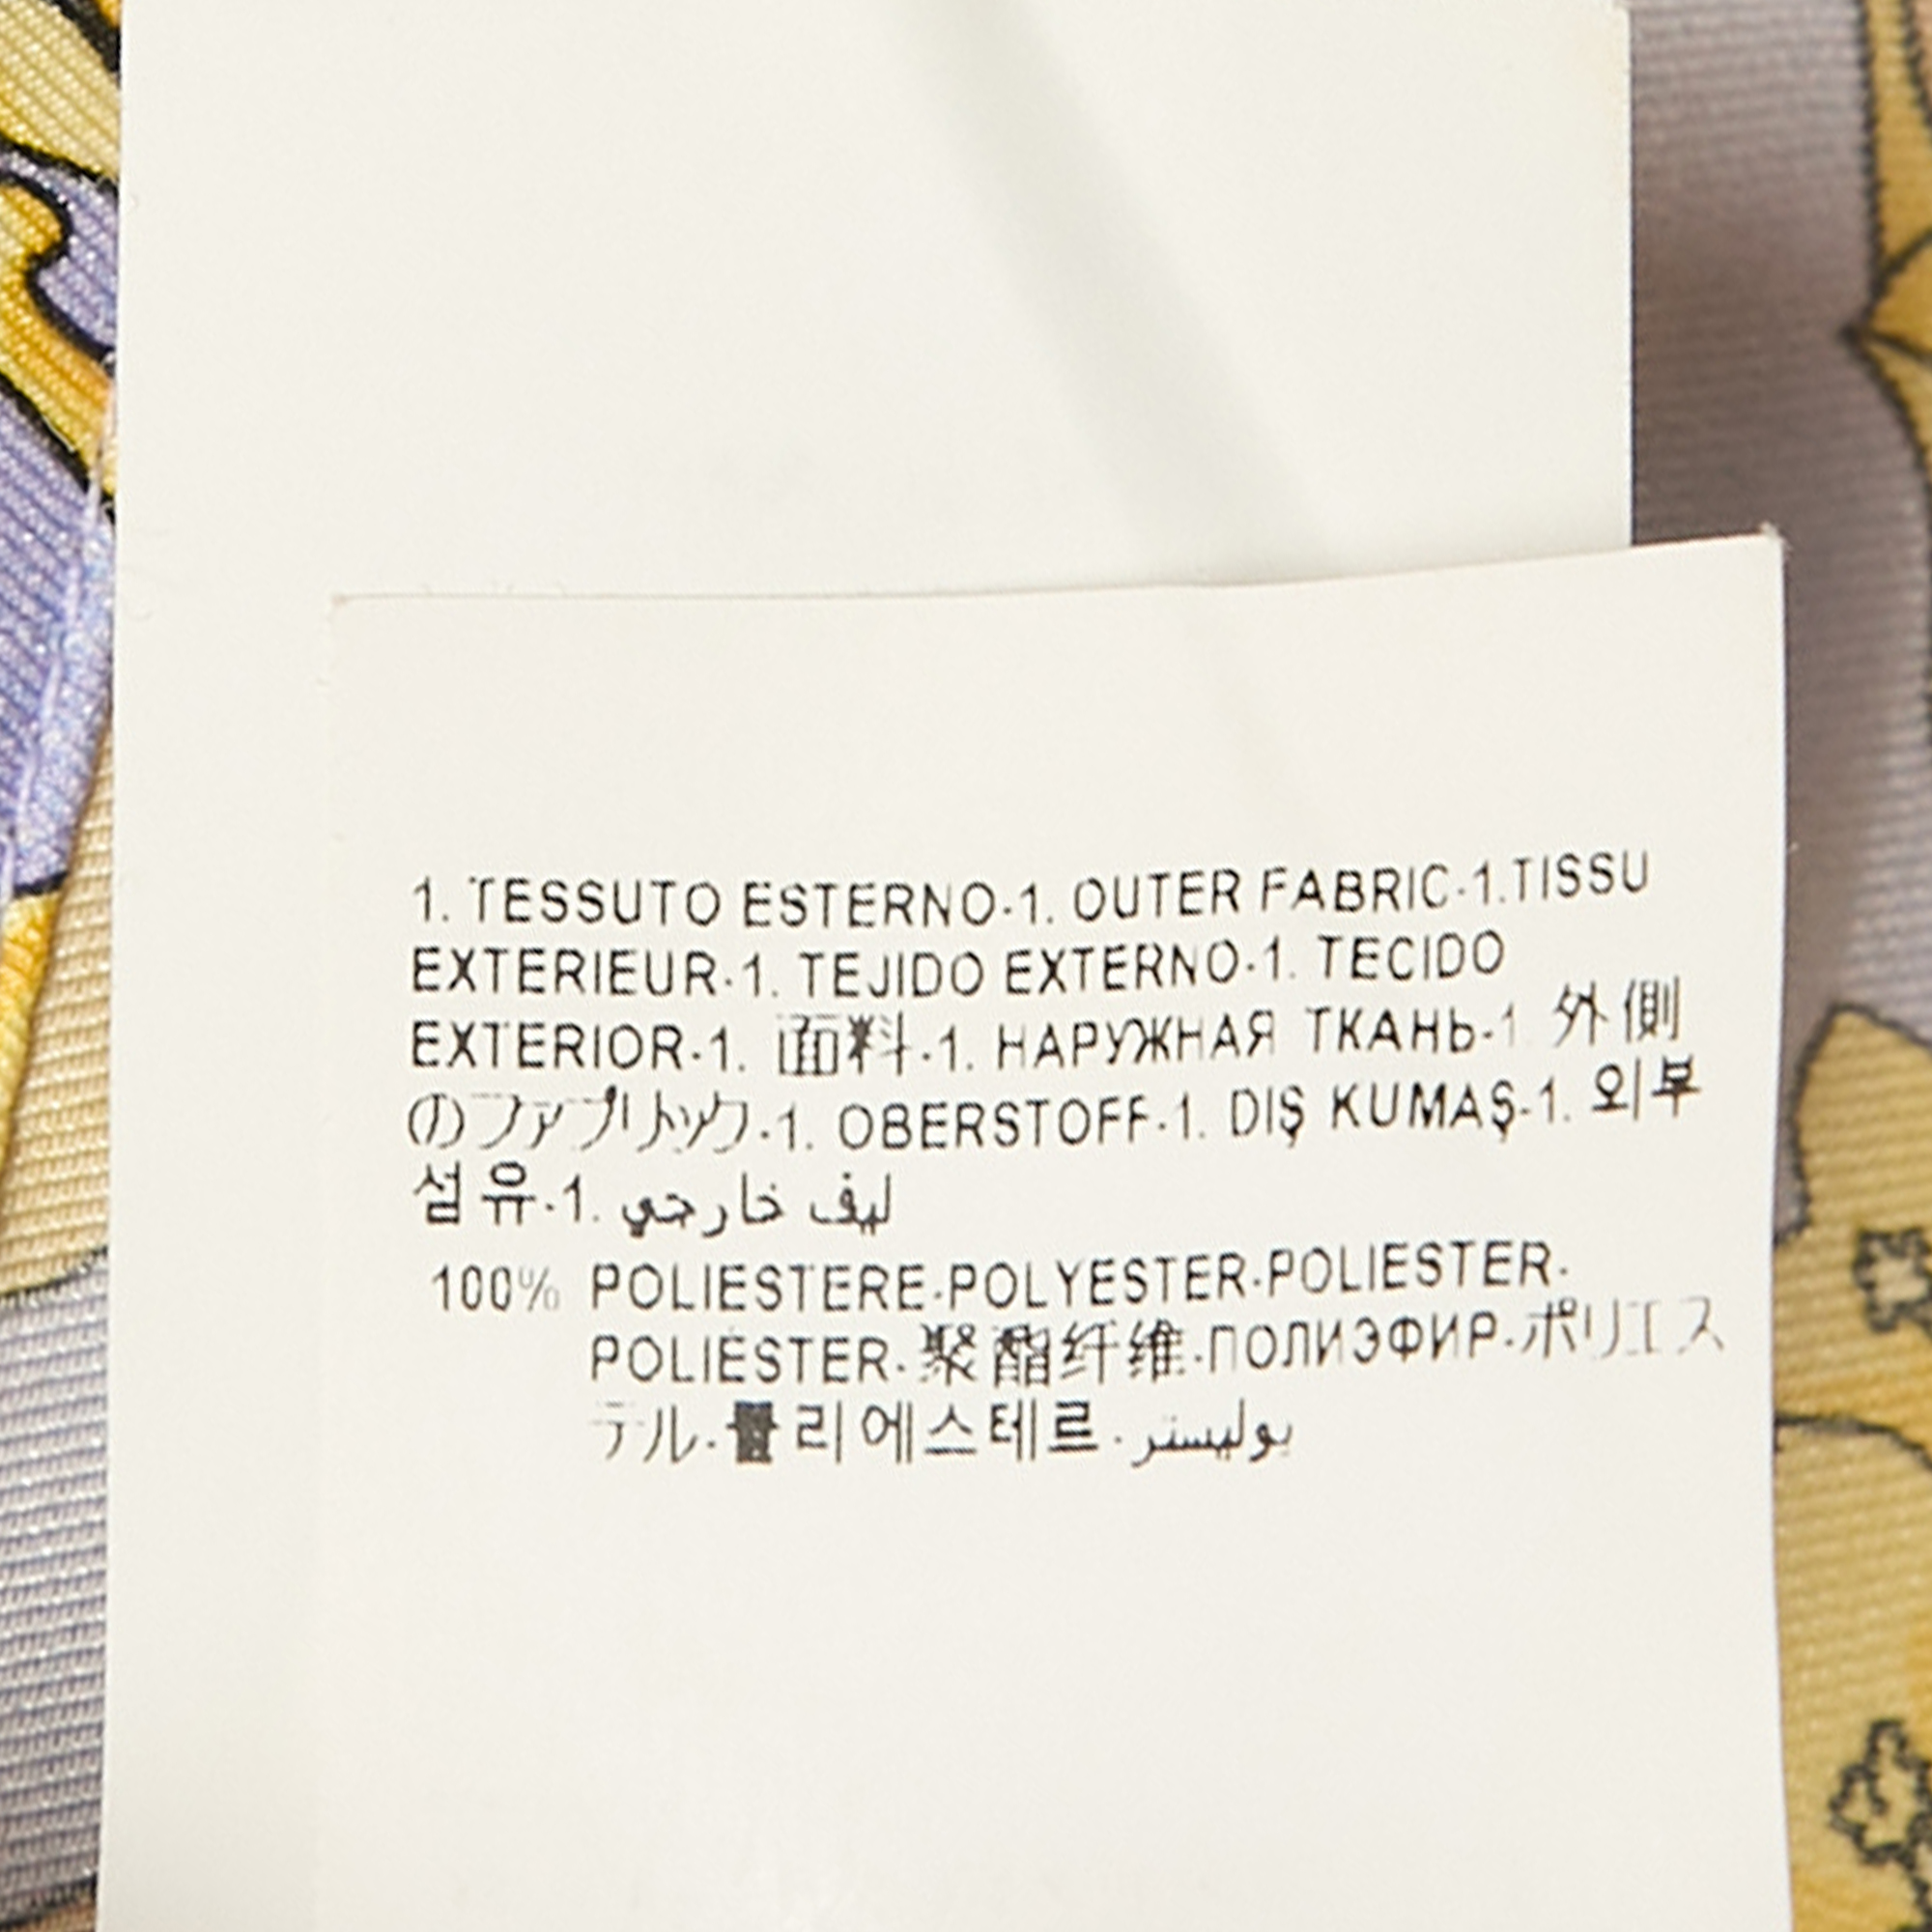 1. TESSUTO ESTERNO-1. OUTER FABRIC-1.TISSU
EXTERIEUR-1. TEJIDO EXTERNO-1. TECIDO
EXTERIOR-1. 面料-1. НАРУЖНАЯ ТКАНЬ-1. 外側
のファブリック-1. OBERSTOFF-1. DIŞ KUMAŞ-1. 외부
섬유-1. ليف خارجي
100% POLIESTERE-POLYESTER-POLIESTER-
POLIESTER-聚酯纤维-ПОЛИЭФИР-ポリエス
テル-폴리에스테르-بوليستر